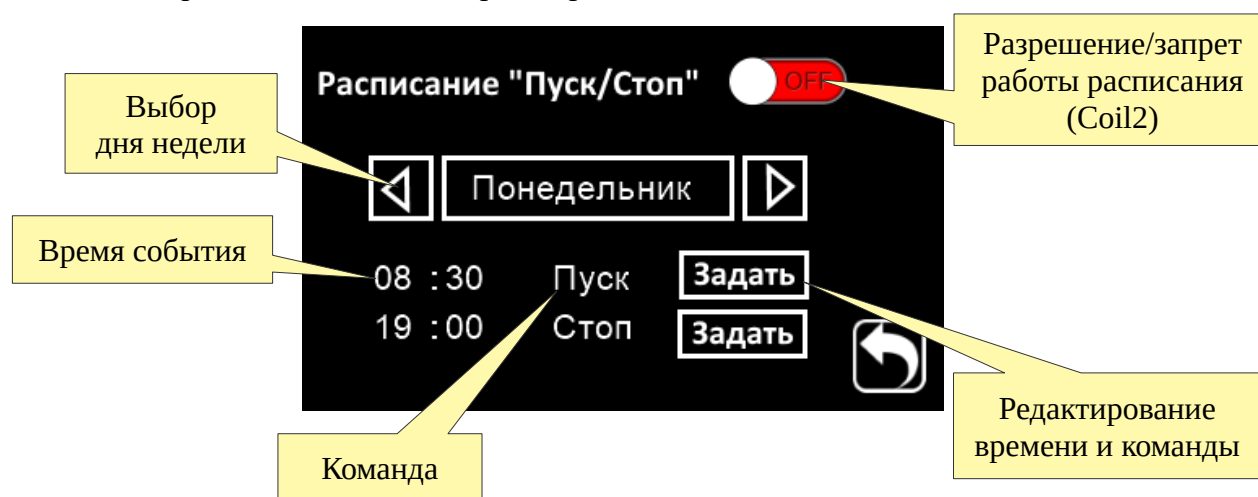 Разрешение/запрет
работы расписания
(Coil2)
Расписание "Пуск/Стоп"
OFF
Выбор
дня недели
Понедельник
Время события
08 :30 Пуск Задать
19 :00 Стоп Задать
Редактирование
времени и команды
Команда